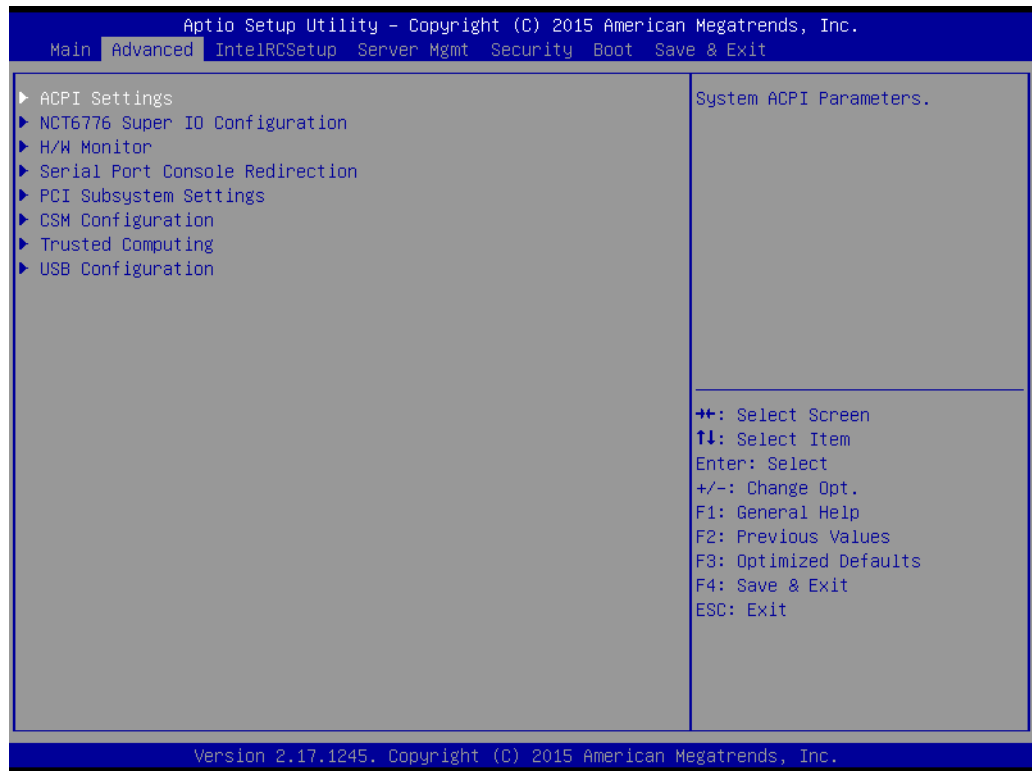 Aptio Setup Utility – Copyright (C) 2015 American Megatrends, Inc.
Main Advanced IntelRCSetup Server Mgmt Security Boot Save & Exit
▶ ACPI Settings
▶ NCT6776 Super IO Configuration
▶ H/W Monitor
▶ Serial Port Console Redirection
▶ PCI Subsystem Settings
▶ CSM Configuration
▶ Trusted Computing
▶ USB Configuration
System ACPI Parameters.
→←: Select Screen
↑↓: Select Item
Enter: Select
+/-: Change Opt.
F1: General Help
F2: Previous Values
F3: Optimized Defaults
F4: Save & Exit
ESC: Exit
Version 2.17.1245. Copyright (C) 2015 American Megatrends, Inc.